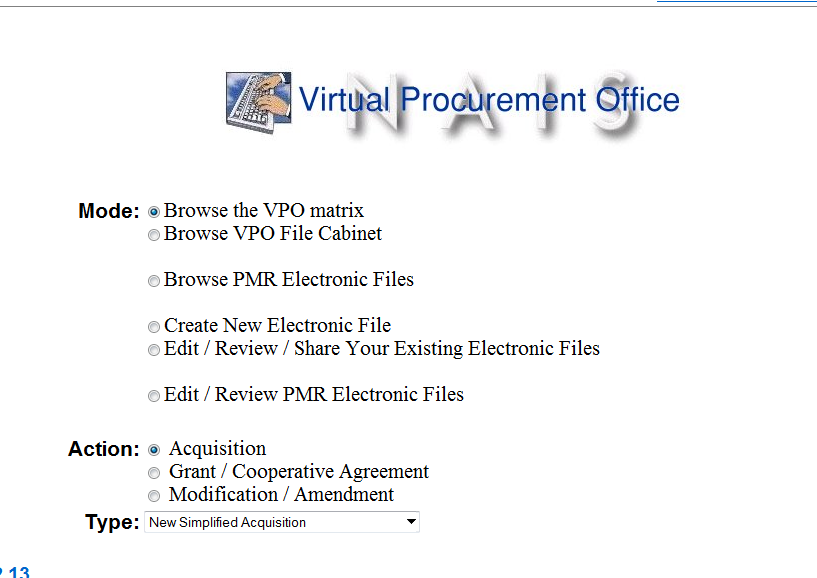 NAIS
Virtual Procurement Office
Mode: Browse the VPO matrix
Browse VPO File Cabinet
Browse PMR Electronic Files
Create New Electronic File
Edit / Review / Share Your Existing Electronic Files
Edit / Review PMR Electronic Files
Action: Acquisition
Grant / Cooperative Agreement
Modification / Amendment
Type: New Simplified Acquisition
.13